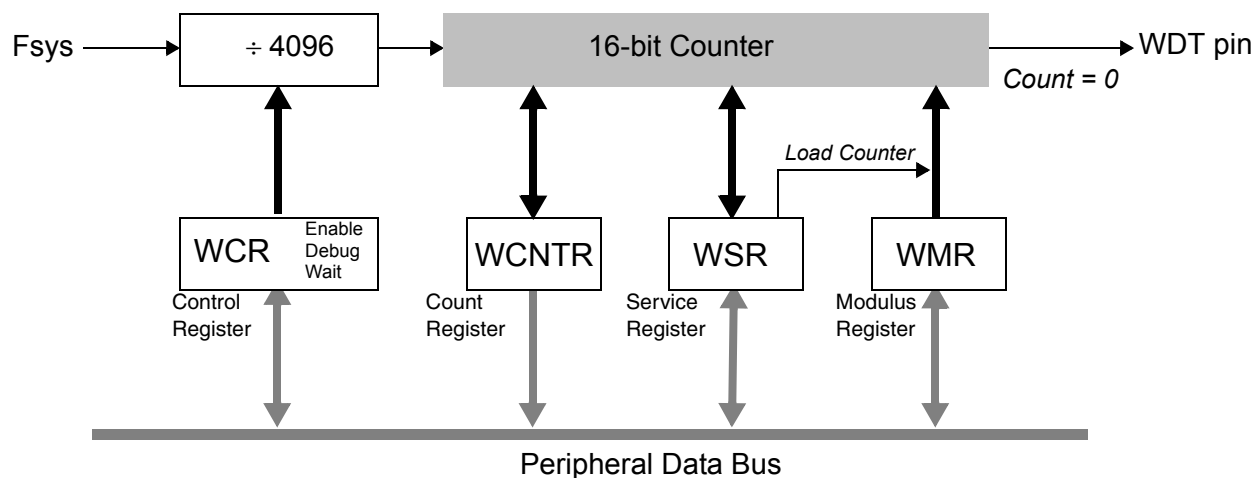 Fsys
÷ 4096
16-bit Counter
WDT pin
Count = 0
Load Counter
WCR
Enable
Debug
Wait
WCNTR
WSR
WMR
Control
Register
Count
Register
Service
Register
Modulus
Register
Peripheral Data Bus